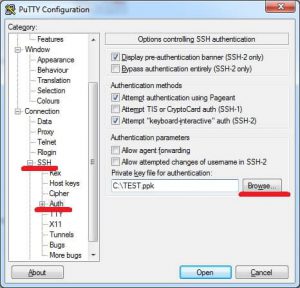 PuTTY Configuration
Category:
Features
Window
Appearance
Behaviour
Translation
Selection
Colours
Connection
Data
Proxy
Telnet
Rlogin
SSH
Kex
Host keys
Cipher
Auth
TTY
X11
Tunnels
Bugs
More bugs
Options controlling SSH authentication
Display pre-authentication banner (SSH-2 only)
Bypass authentication entirely (SSH-2 only)
Authentication methods
Attempt authentication using Pageant
Attempt TIS or CryptoCard auth (SSH-1)
Attempt "keyboard-interactive" auth (SSH-2)
Authentication parameters
Allow agent forwarding
Allow attempted changes of username in SSH-2
Private key file for authentication:
C:\TEST.ppk
Browse...
About
Open
Cancel